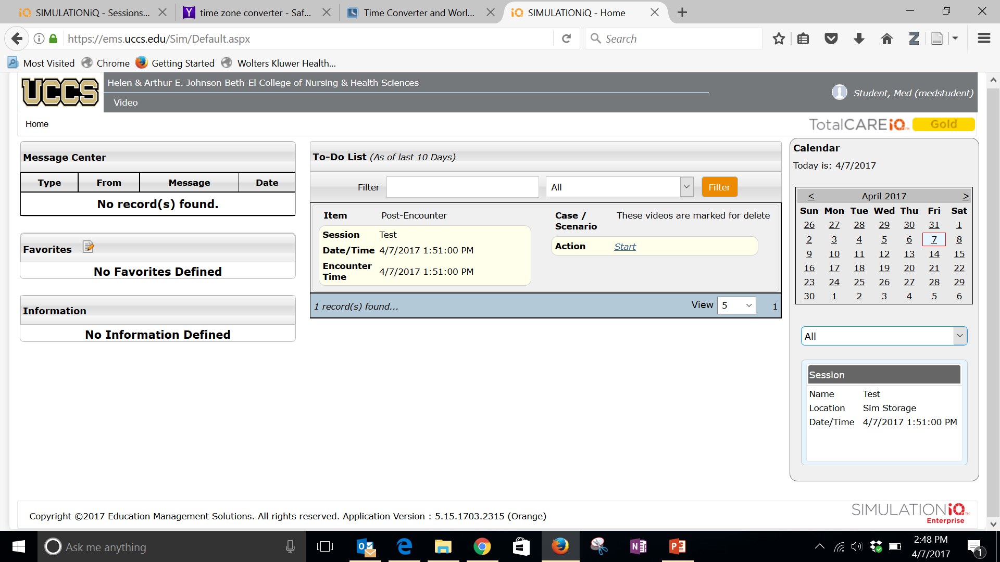 SIMULATIONiQ - Sessions...
time zone converter - Saf...
Time Converter and Worl...
SIMULATIONiQ - Home
https://ems.uccs.edu/Sim/Default.aspx
Search
Most Visited
Chrome
Getting Started
Wolters Kluwer Health...
UCCS
Helen & Arthur E. Johnson Beth-El College of Nursing & Health Sciences
Video
Student, Med (medstudent)
Home
TotalCAREiQ™ Gold
Message Center
Type From Message Date
No record(s) found.
Favorites
No Favorites Defined
Information
No Information Defined
To-Do List (As of last 10 Days)
Filter All Filter
Item Post-Encounter
Session Test
Date/Time 4/7/2017 1:51:00 PM
Encounter
Time 4/7/2017 1:51:00 PM
Case /
Scenario These videos are marked for delete
Action Start
1 record(s) found...
View 5 1
Calendar
Today is: 4/7/2017
< April 2017 >
Sun Mon Tue Wed Thu Fri Sat
26 27 28 29 30 31 1
2 3 4 5 6 7 8
9 10 11 12 13 14 15
16 17 18 19 20 21 22
23 24 25 26 27 28 29
30 1 2 3 4 5 6
All
Session
Name Test
Location Sim Storage
Date/Time 4/7/2017 1:51:00 PM
Copyright ©2017 Education Management Solutions. All rights reserved. Application Version : 5.15.1703.2315 (Orange)
SIMULATIONiQ™
Enterprise
Ask me anything
2:48 PM
4/7/2017
1